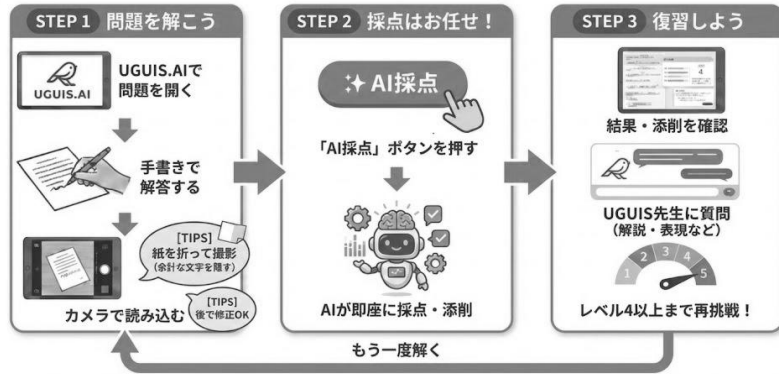 STEP 1 問題を解こう
UGUIS.AI
UGUIS.AIで
問題を開く
手書きで
解答する
[TIPS]
紙を折って撮影
(余計な文字を隠す)
[TIPS]
後で修正OK
カメラで読み込む
STEP 2 採点はお任せ!
AI採点
「AI採点」ボタンを押す
AIが即座に採点・添削
STEP 3 復習しよう
4
結果・添削を確認
UGUIS先生に質問
(解説・表現など)
1 2 3 4 5
レベル4以上まで再挑戦!
もう一度解く